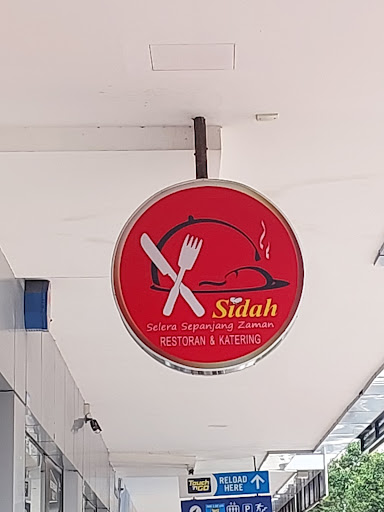 Sidah
Selera Sepanjang Zaman
RESTORAN & KATERING
Touch
'n GO
RELOAD
HERE